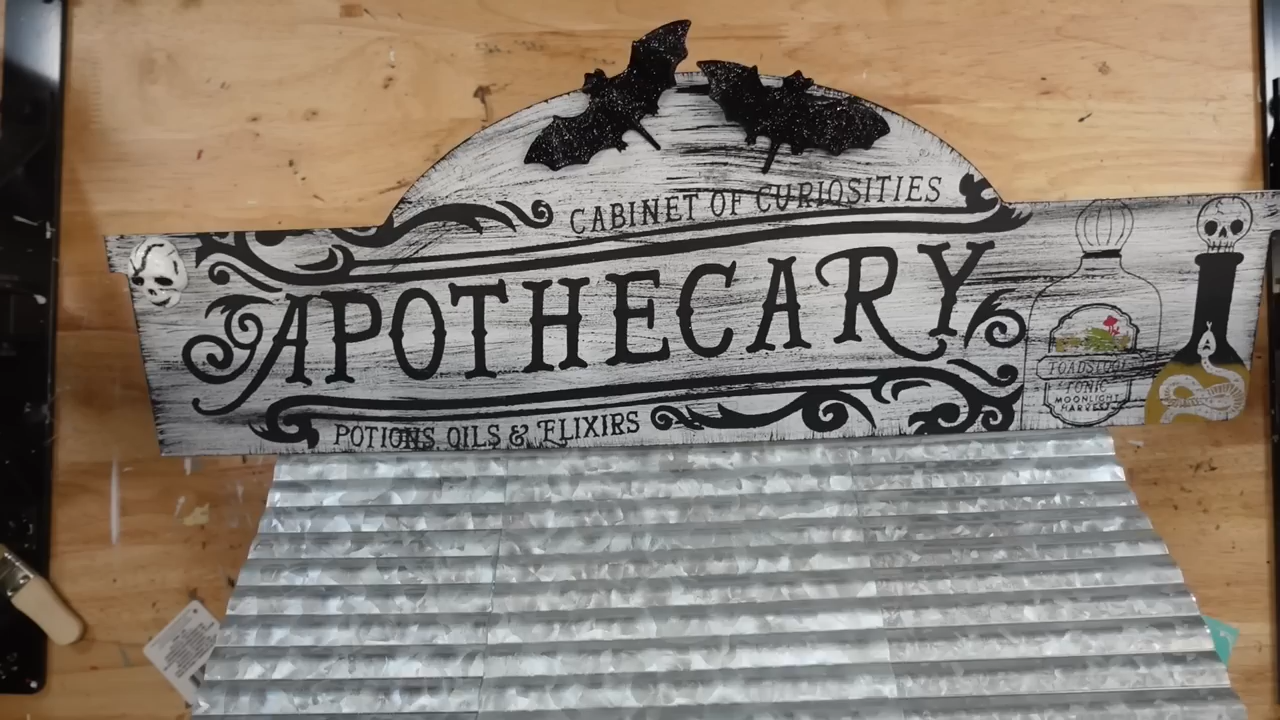 CABINET OF CURIOSITIES
APOTHECARY
POTIONS, OILS & ELIXIRS
TOADSTOOL
TONIC
MOONLIGHT
HARVEST